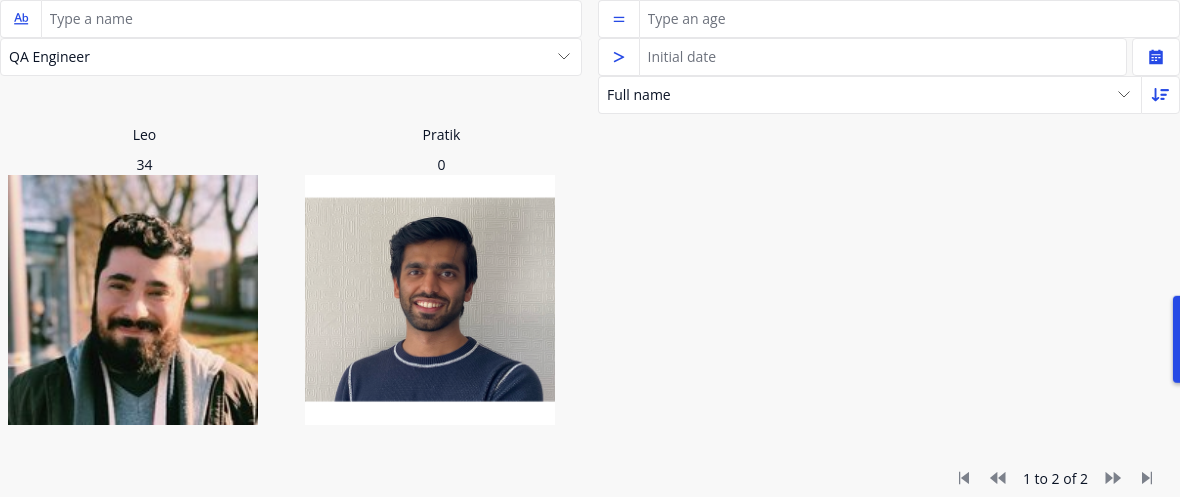 Ab Type a name
= Type an age
QA Engineer
> Initial date
Full name
Leo
Pratik
34
0
1 to 2 of 2